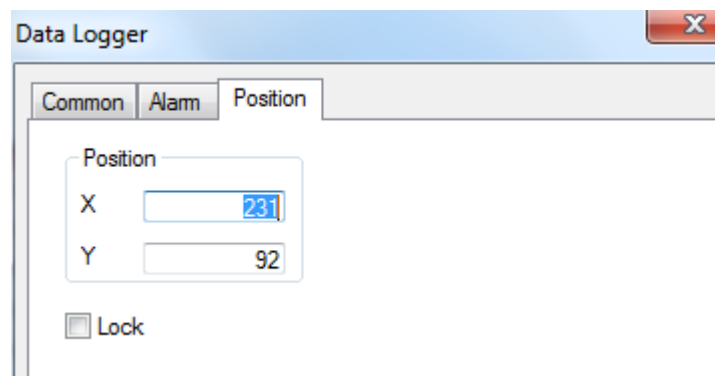 Data Logger
Common Alarm Position
Position
X 231
Y 92
Lock